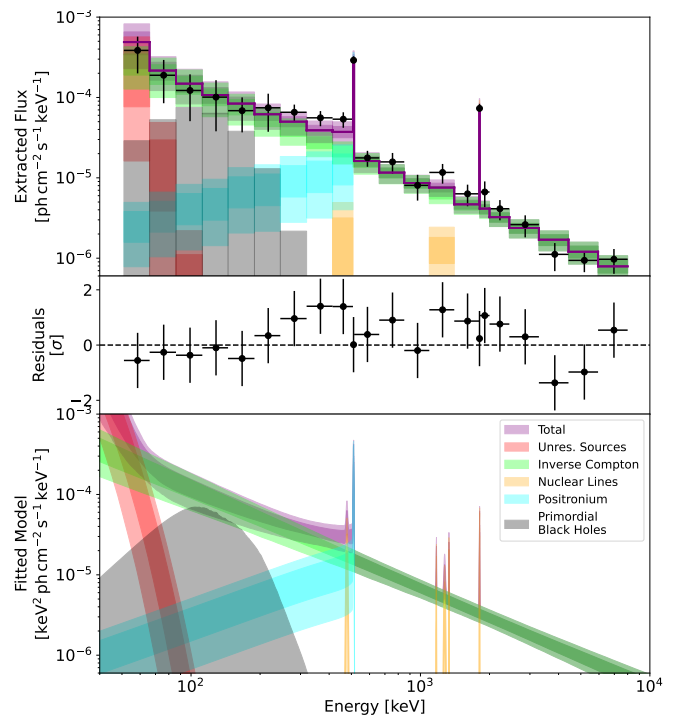 10⁻³
10⁻⁴
10⁻⁵
10⁻⁶
Extracted Flux
[ph cm⁻² s⁻¹ keV⁻¹]
2
0
−2
Residuals
[σ]
10⁻³
10⁻⁴
10⁻⁵
10⁻⁶
Fitted Model
[keV² ph cm⁻² s⁻¹ keV⁻¹]
Total
Unres. Sources
Inverse Compton
Nuclear Lines
Positronium
Primordial
Black Holes
10² 10³ 10⁴
Energy [keV]